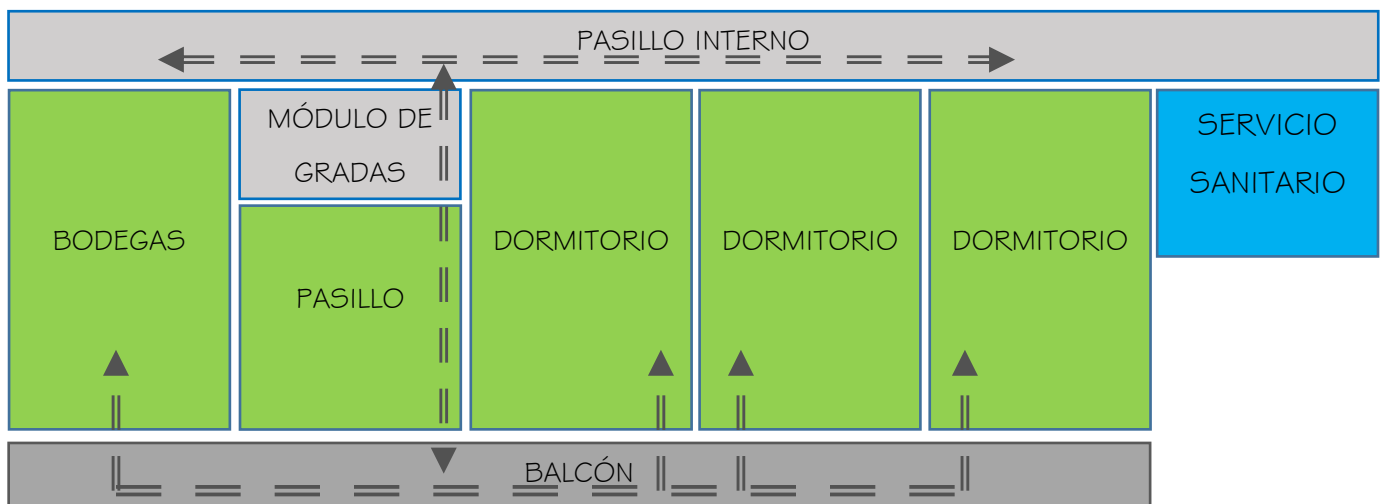 PASILLO INTERNO
MÓDULO DE
GRADAS
SERVICIO
SANITARIO
BODEGAS
PASILLO
DORMITORIO
DORMITORIO
DORMITORIO
BALCÓN